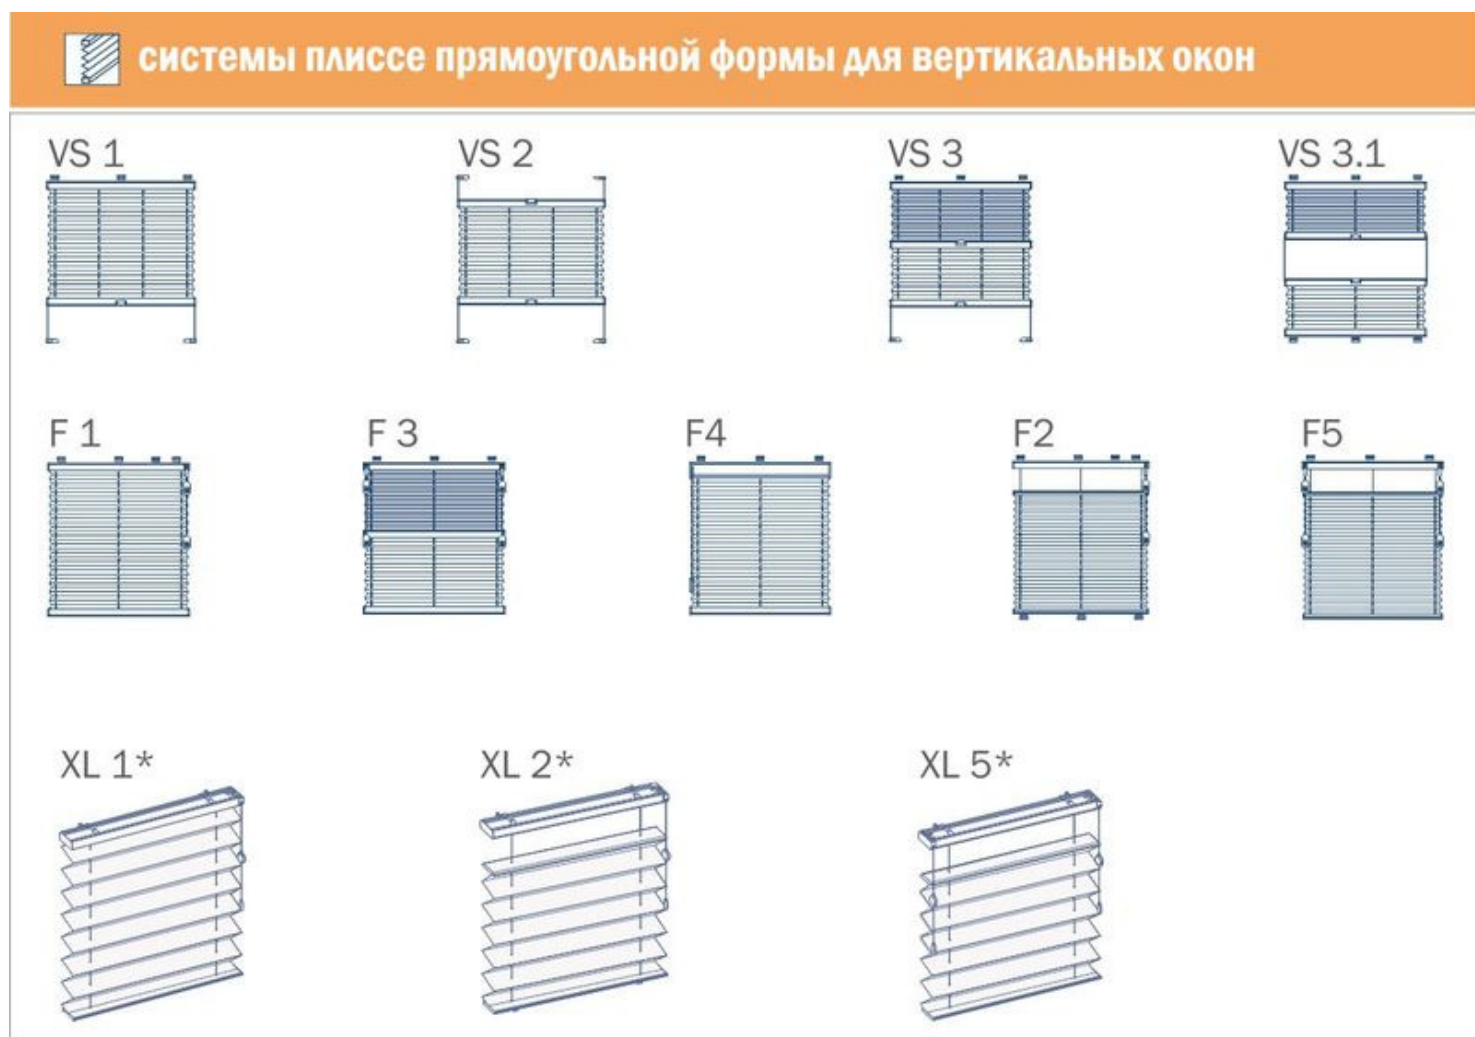 системы плиссе прямоугольной формы для вертикальных окон
VS 1 VS 2 VS 3 VS 3.1
F 1 F 3 F4 F2 F5
XL 1* XL 2* XL 5*